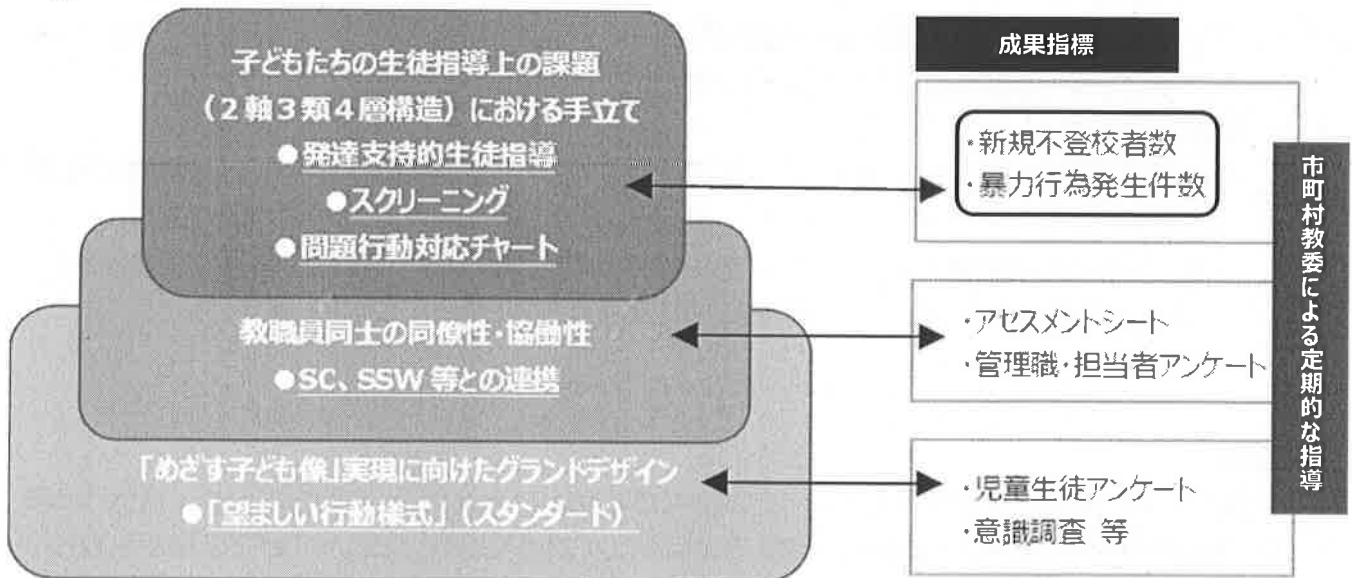 子どもたちの生徒指導上の課題
（２軸３類４層構造）における手立て
●発達支持的生徒指導
●スクリーニング
●問題行動対応チャート
教職員同士の同僚性・協働性
●SC、SSW 等との連携
「めざす子ども像」実現に向けたグランドデザイン
●「望ましい行動様式」（スタンダード）
成果指標
・新規不登校者数
・暴力行為発生件数
・アセスメントシート
・管理職・担当者アンケート
・児童生徒アンケート
・意識調査 等
市町村教委による定期的な指導